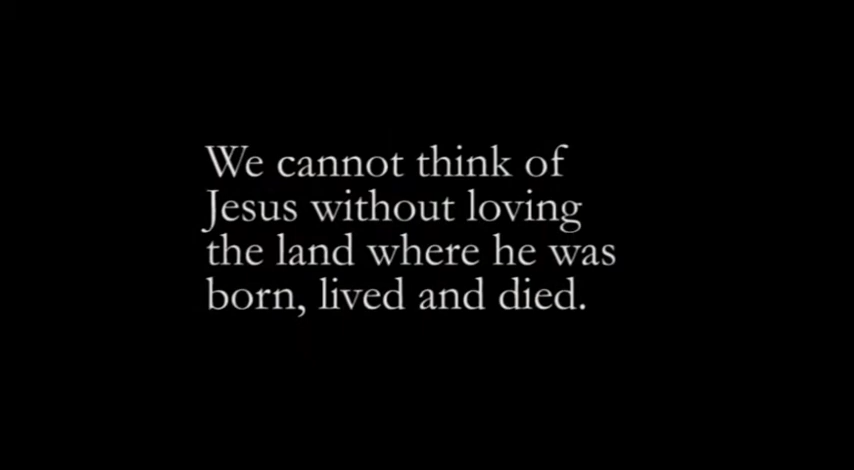 We cannot think of
Jesus without loving
the land where he was
born, lived and died.